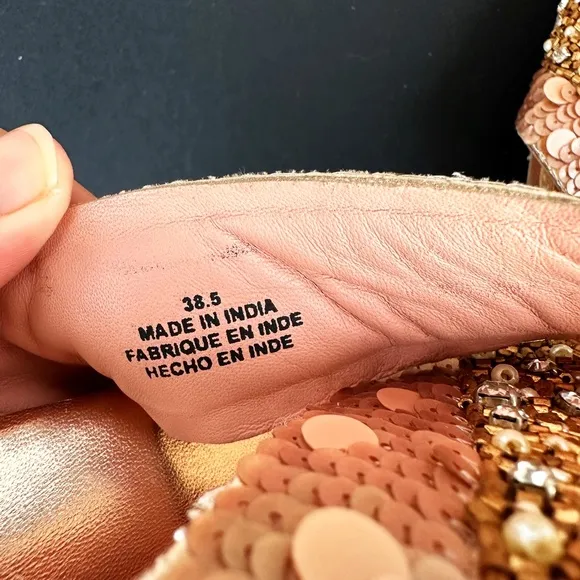 38.5
MADE IN INDIA
FABRIQUE EN INDE
HECHO EN INDE